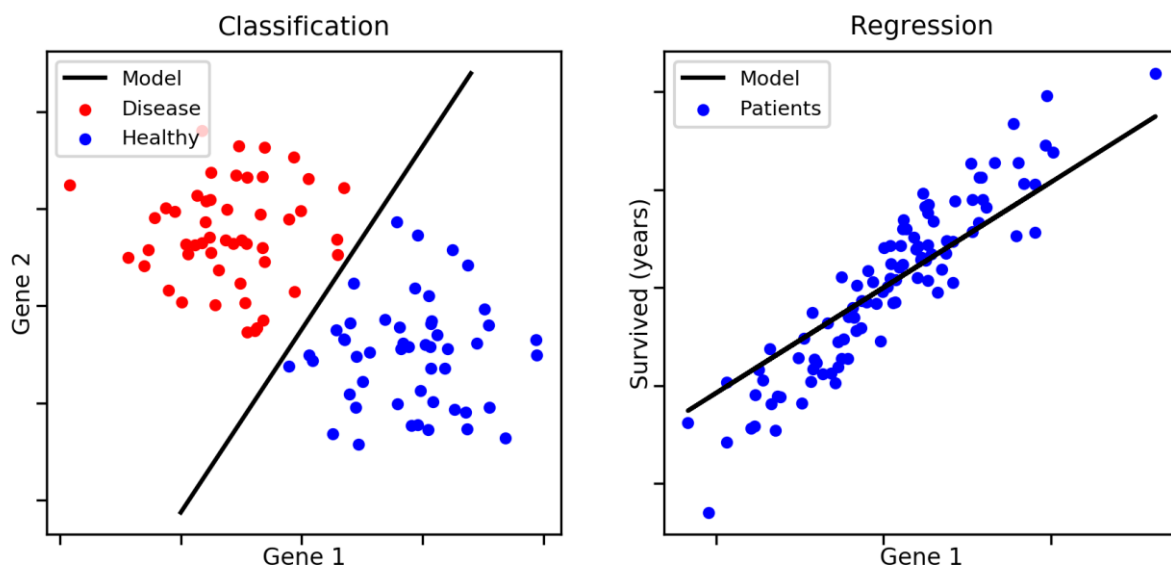 Classification
Model
Disease
Healthy
Gene 2
Gene 1
Regression
Model
Patients
Survived (years)
Gene 1